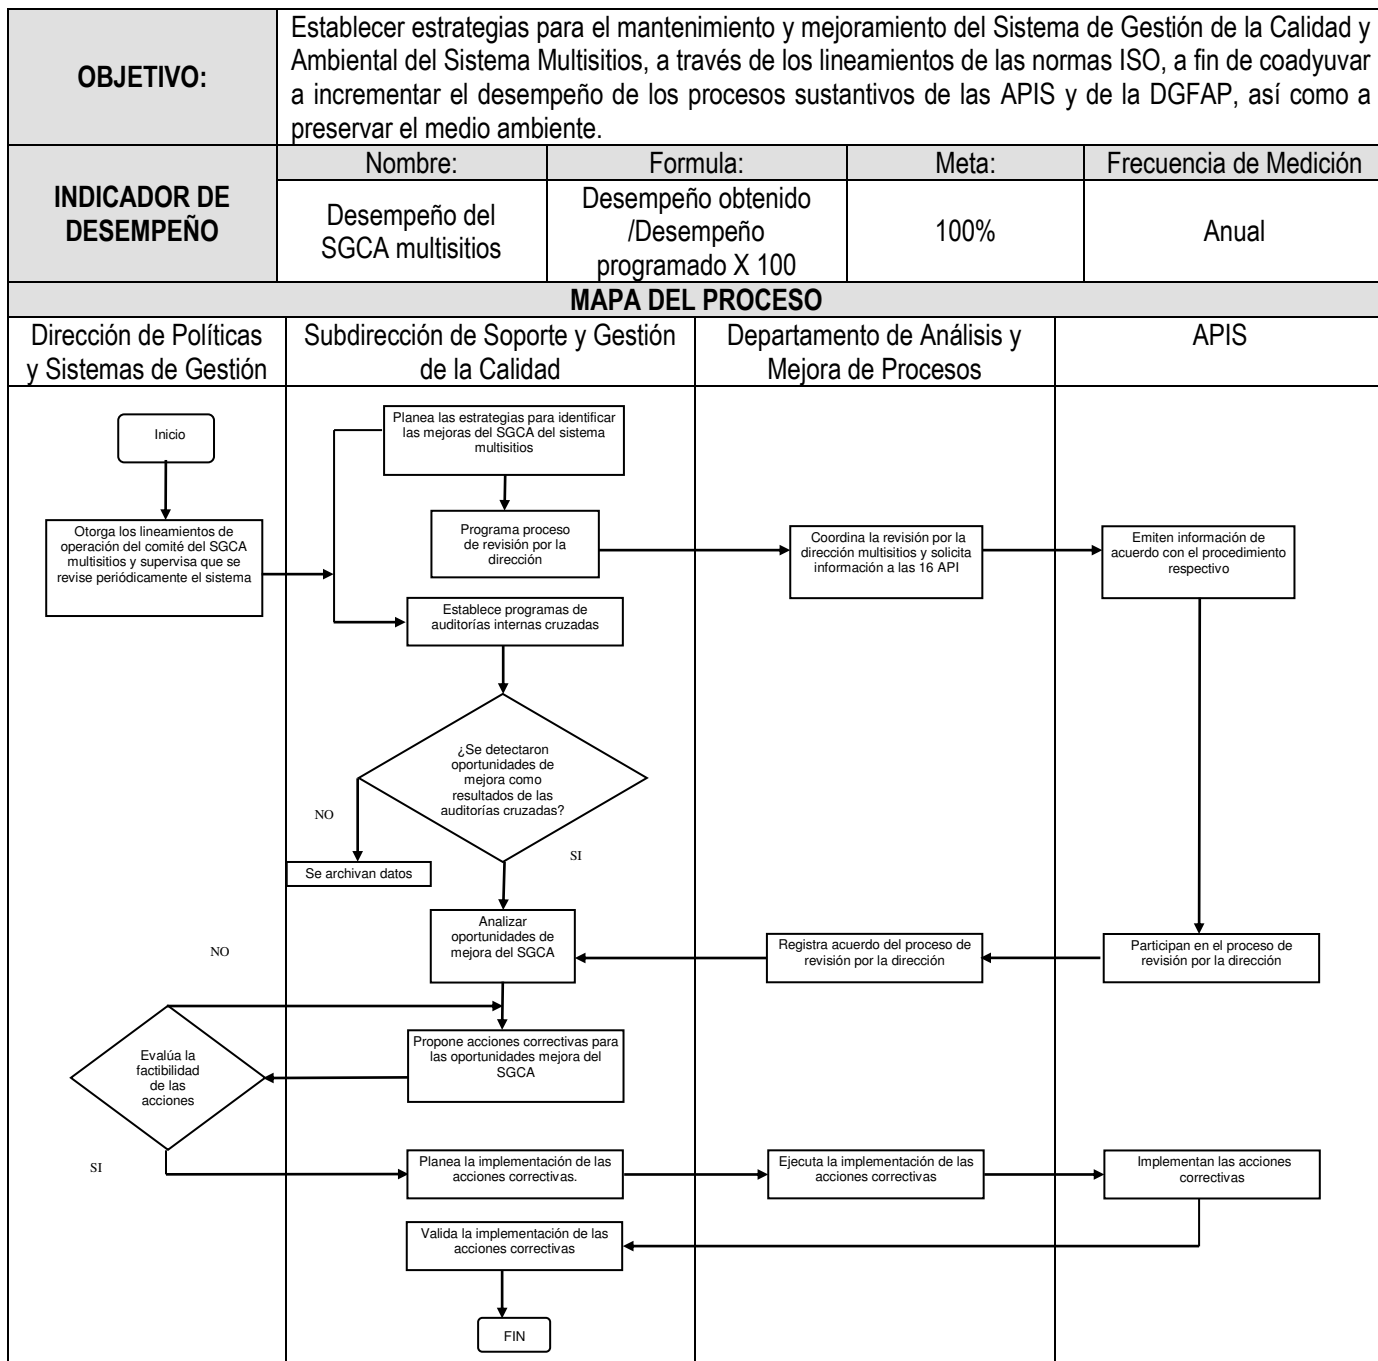 OBJETIVO:
Establecer estrategias para el mantenimiento y mejoramiento del Sistema de Gestión de la Calidad y
Ambiental del Sistema Multisitios, a través de los lineamientos de las normas ISO, a fin de coadyuvar
a incrementar el desempeño de los procesos sustantivos de las APIS y de la DGFAP, así como a
preservar el medio ambiente.
INDICADOR DE
DESEMPEÑO
Nombre:
Formula:
Meta:
Frecuencia de Medición
Desempeño del
SGCA multisitios
Desempeño obtenido
/Desempeño
programado X 100
100%
Anual
MAPA DEL PROCESO
Dirección de Políticas
y Sistemas de Gestión
Subdirección de Soporte y Gestión
de la Calidad
Departamento de Análisis y
Mejora de Procesos
APIS
Inicio
Planea las estrategias para identificar
las mejoras del SGCA del sistema
multisitios
Otorga los lineamientos de
operación del comité del SGCA
multisitios y supervisa que se
revise periódicamente el sistema
Programa proceso
de revisión por la
dirección
Coordina la revisión por la
dirección multisitios y solicita
información a las 16 API
Emiten información de
acuerdo con el procedimiento
respectivo
Establece programas de
auditorías internas cruzadas
¿Se detectaron
oportunidades de
mejora como
resultados de las
auditorías cruzadas?
NO
SI
Se archivan datos
Analizar
oportunidades de
mejora del SGCA
Registra acuerdo del proceso de
revisión por la dirección
Participan en el proceso de
revisión por la dirección
NO
Evalúa la
factibilidad
de las
acciones
Propone acciones correctivas para
las oportunidades mejora del
SGCA
SI
Planea la implementación de las
acciones correctivas.
Ejecuta la implementación de las
acciones correctivas
Implementan las acciones
correctivas
Valida la implementación de las
acciones correctivas
FIN